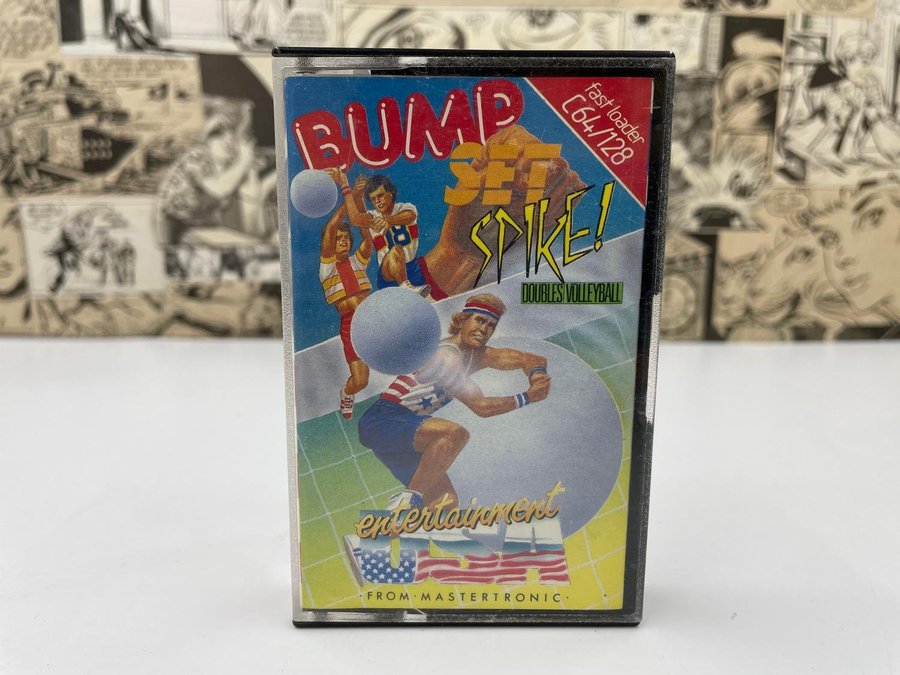 BUMP
SET
SPIKE!
DOUBLES VOLLEYBALL
fast loader
C64/128
18
entertainment
USA
·FROM·MASTERTRONIC·